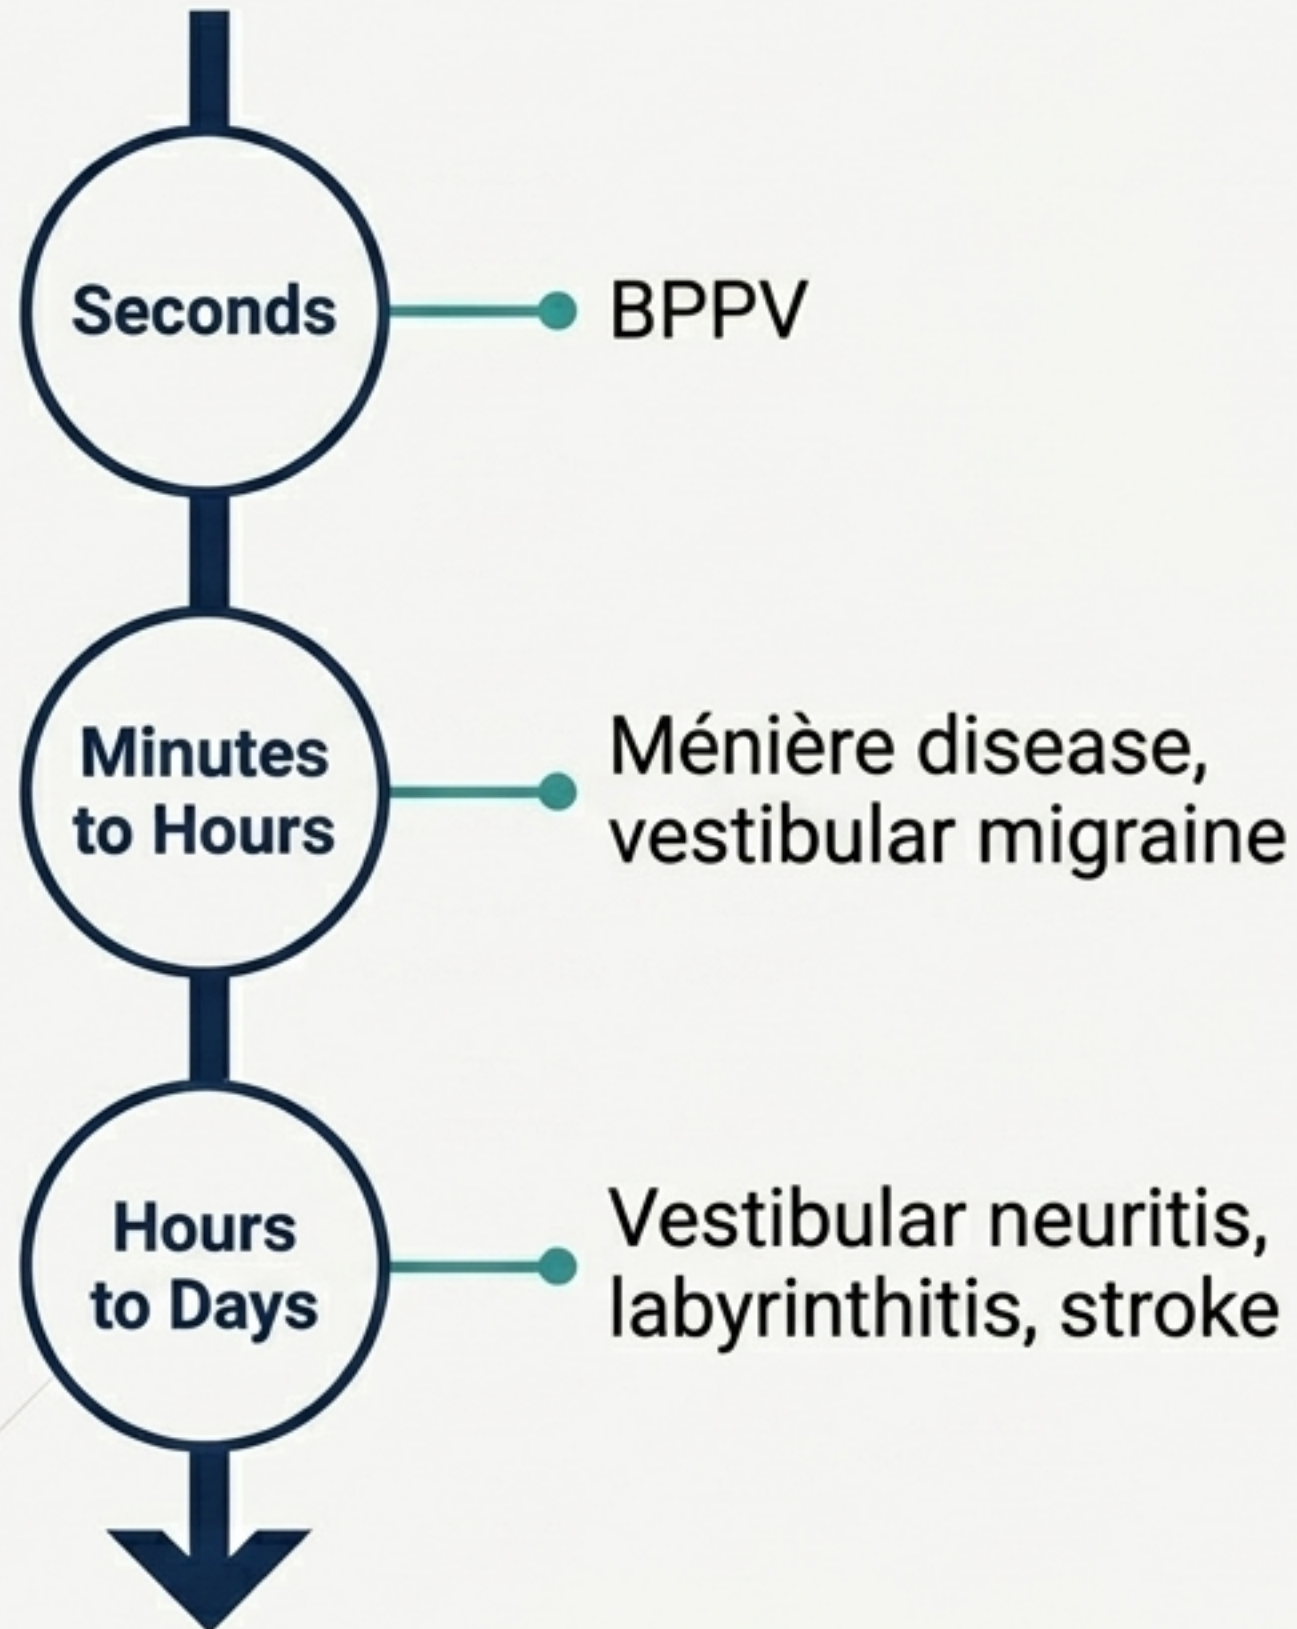 Seconds
BPPV
Minutes
to Hours
Ménière disease,
vestibular migraine
Hours
to Days
Vestibular neuritis,
labyrinthitis, stroke